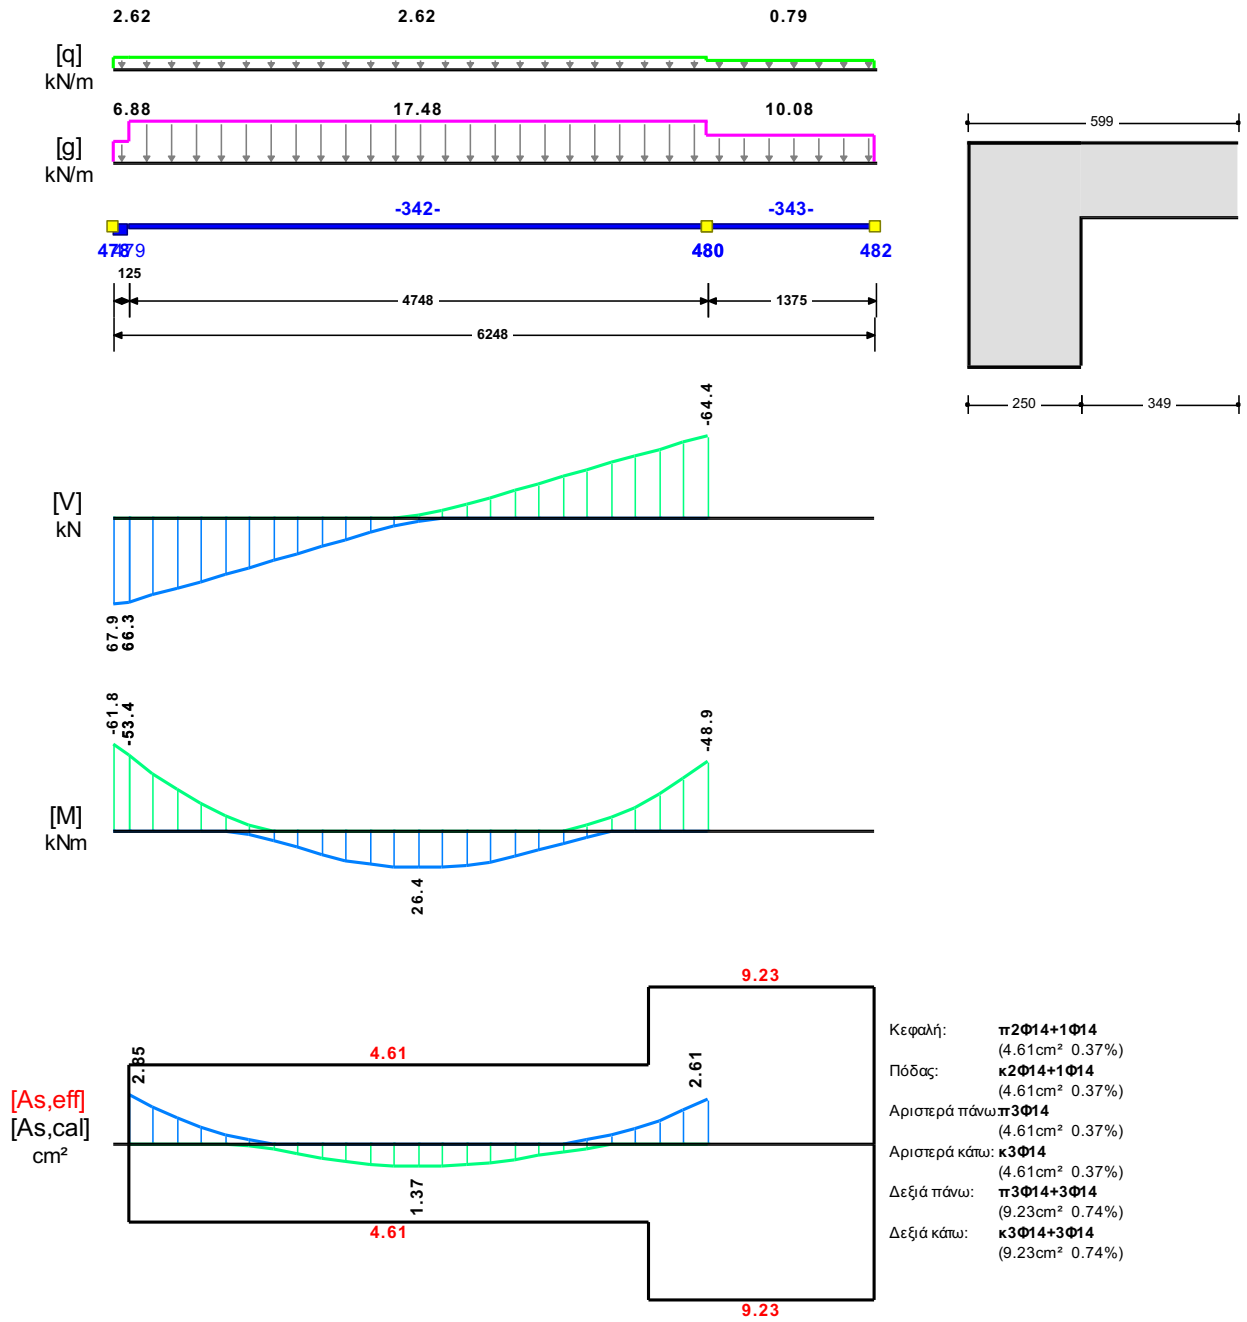 2.62 2.62 0.79
[q]
kN/m
6.88 17.48 10.08
[g]
kN/m
599
-342- -343-
478 479 480 482
125
4748 1375
6248
250 349
-64.4
[V]
kN
67.9
66.3
-61.8
-53.4
-48.9
[M]
kNm
26.4
9.23
4.61
2.85
2.61
[As,eff]
[As,cal]
cm²
1.37
4.61
9.23
Κεφαλή: π2Φ14+1Φ14
(4.61cm² 0.37%)
Πόδας: κ2Φ14+1Φ14
(4.61cm² 0.37%)
Αριστερά πάνω: π3Φ14
(4.61cm² 0.37%)
Αριστερά κάτω: κ3Φ14
(4.61cm² 0.37%)
Δεξιά πάνω: π3Φ14+3Φ14
(9.23cm² 0.74%)
Δεξιά κάτω: κ3Φ14+3Φ14
(9.23cm² 0.74%)